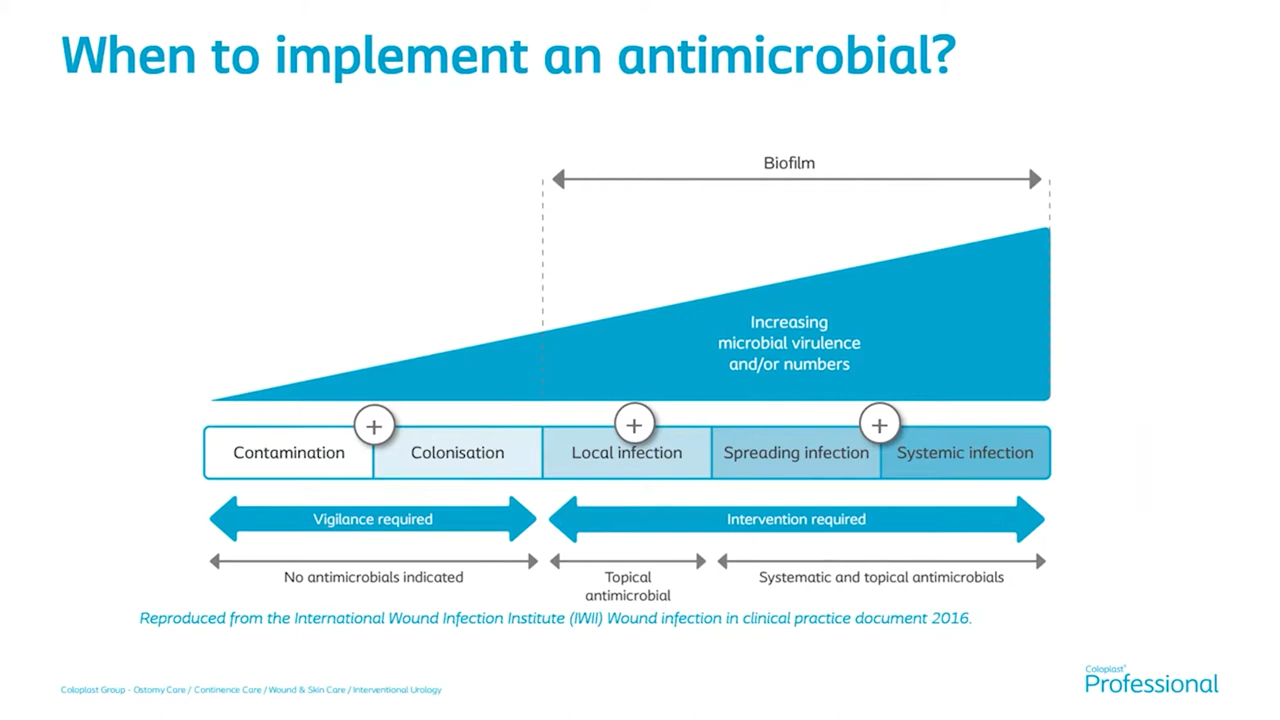 When to implement an antimicrobial?
Biofilm
Increasing
microbial virulence
and/or numbers
Contamination
Colonisation
Local infection
Spreading infection
Systemic infection
Vigilance required
Intervention required
No antimicrobials indicated
Topical
antimicrobial
Systematic and topical antimicrobials
Reproduced from the International Wound Infection Institute (IWII) Wound infection in clinical practice document 2016.
Coloplast Group - Ostomy Care / Continence Care / Wound & Skin Care / Interventional Urology
Coloplast®
Professional